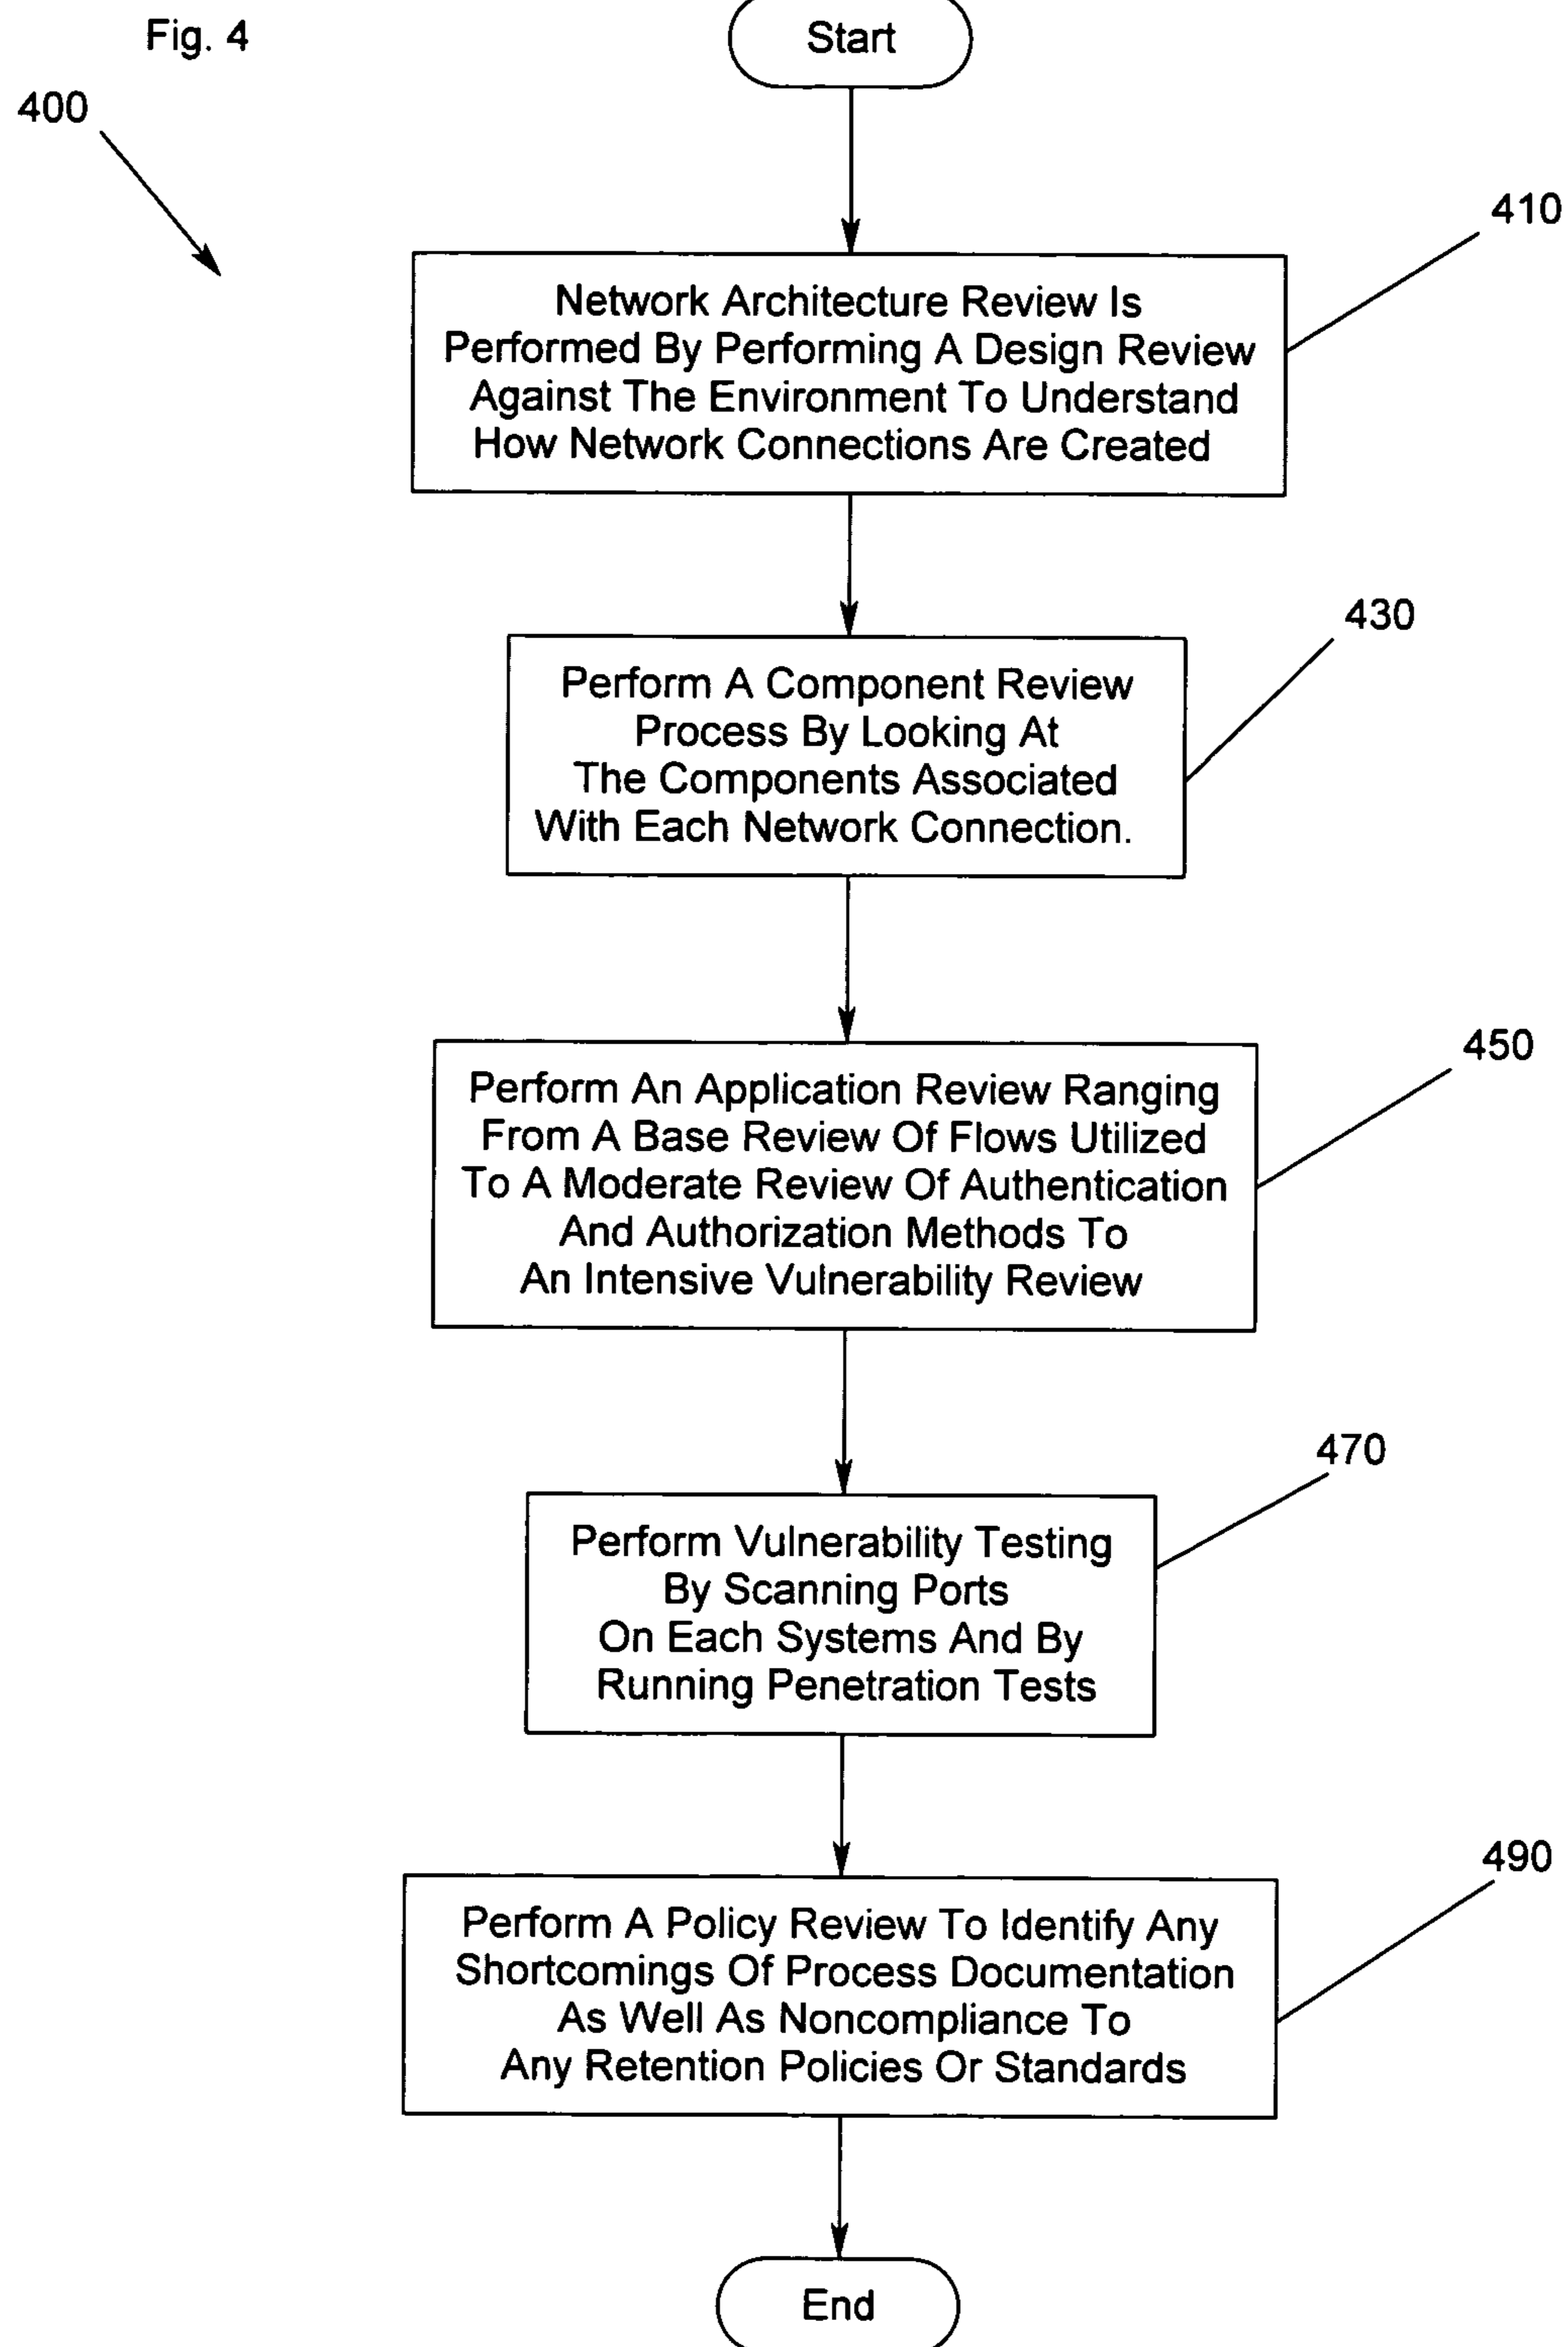 Fig. 4
Start
400
410
Network Architecture Review Is
Performed By Performing A Design Review
Against The Environment To Understand
How Network Connections Are Created
430
Perform A Component Review
Process By Looking At
The Components Associated
With Each Network Connection.
450
Perform An Application Review Ranging
From A Base Review Of Flows Utilized
To A Moderate Review Of Authentication
And Authorization Methods To
An Intensive Vulnerability Review
470
Perform Vulnerability Testing
By Scanning Ports
On Each Systems And By
Running Penetration Tests
490
Perform A Policy Review To Identify Any
Shortcomings Of Process Documentation
As Well As Noncompliance To
Any Retention Policies Or Standards
End